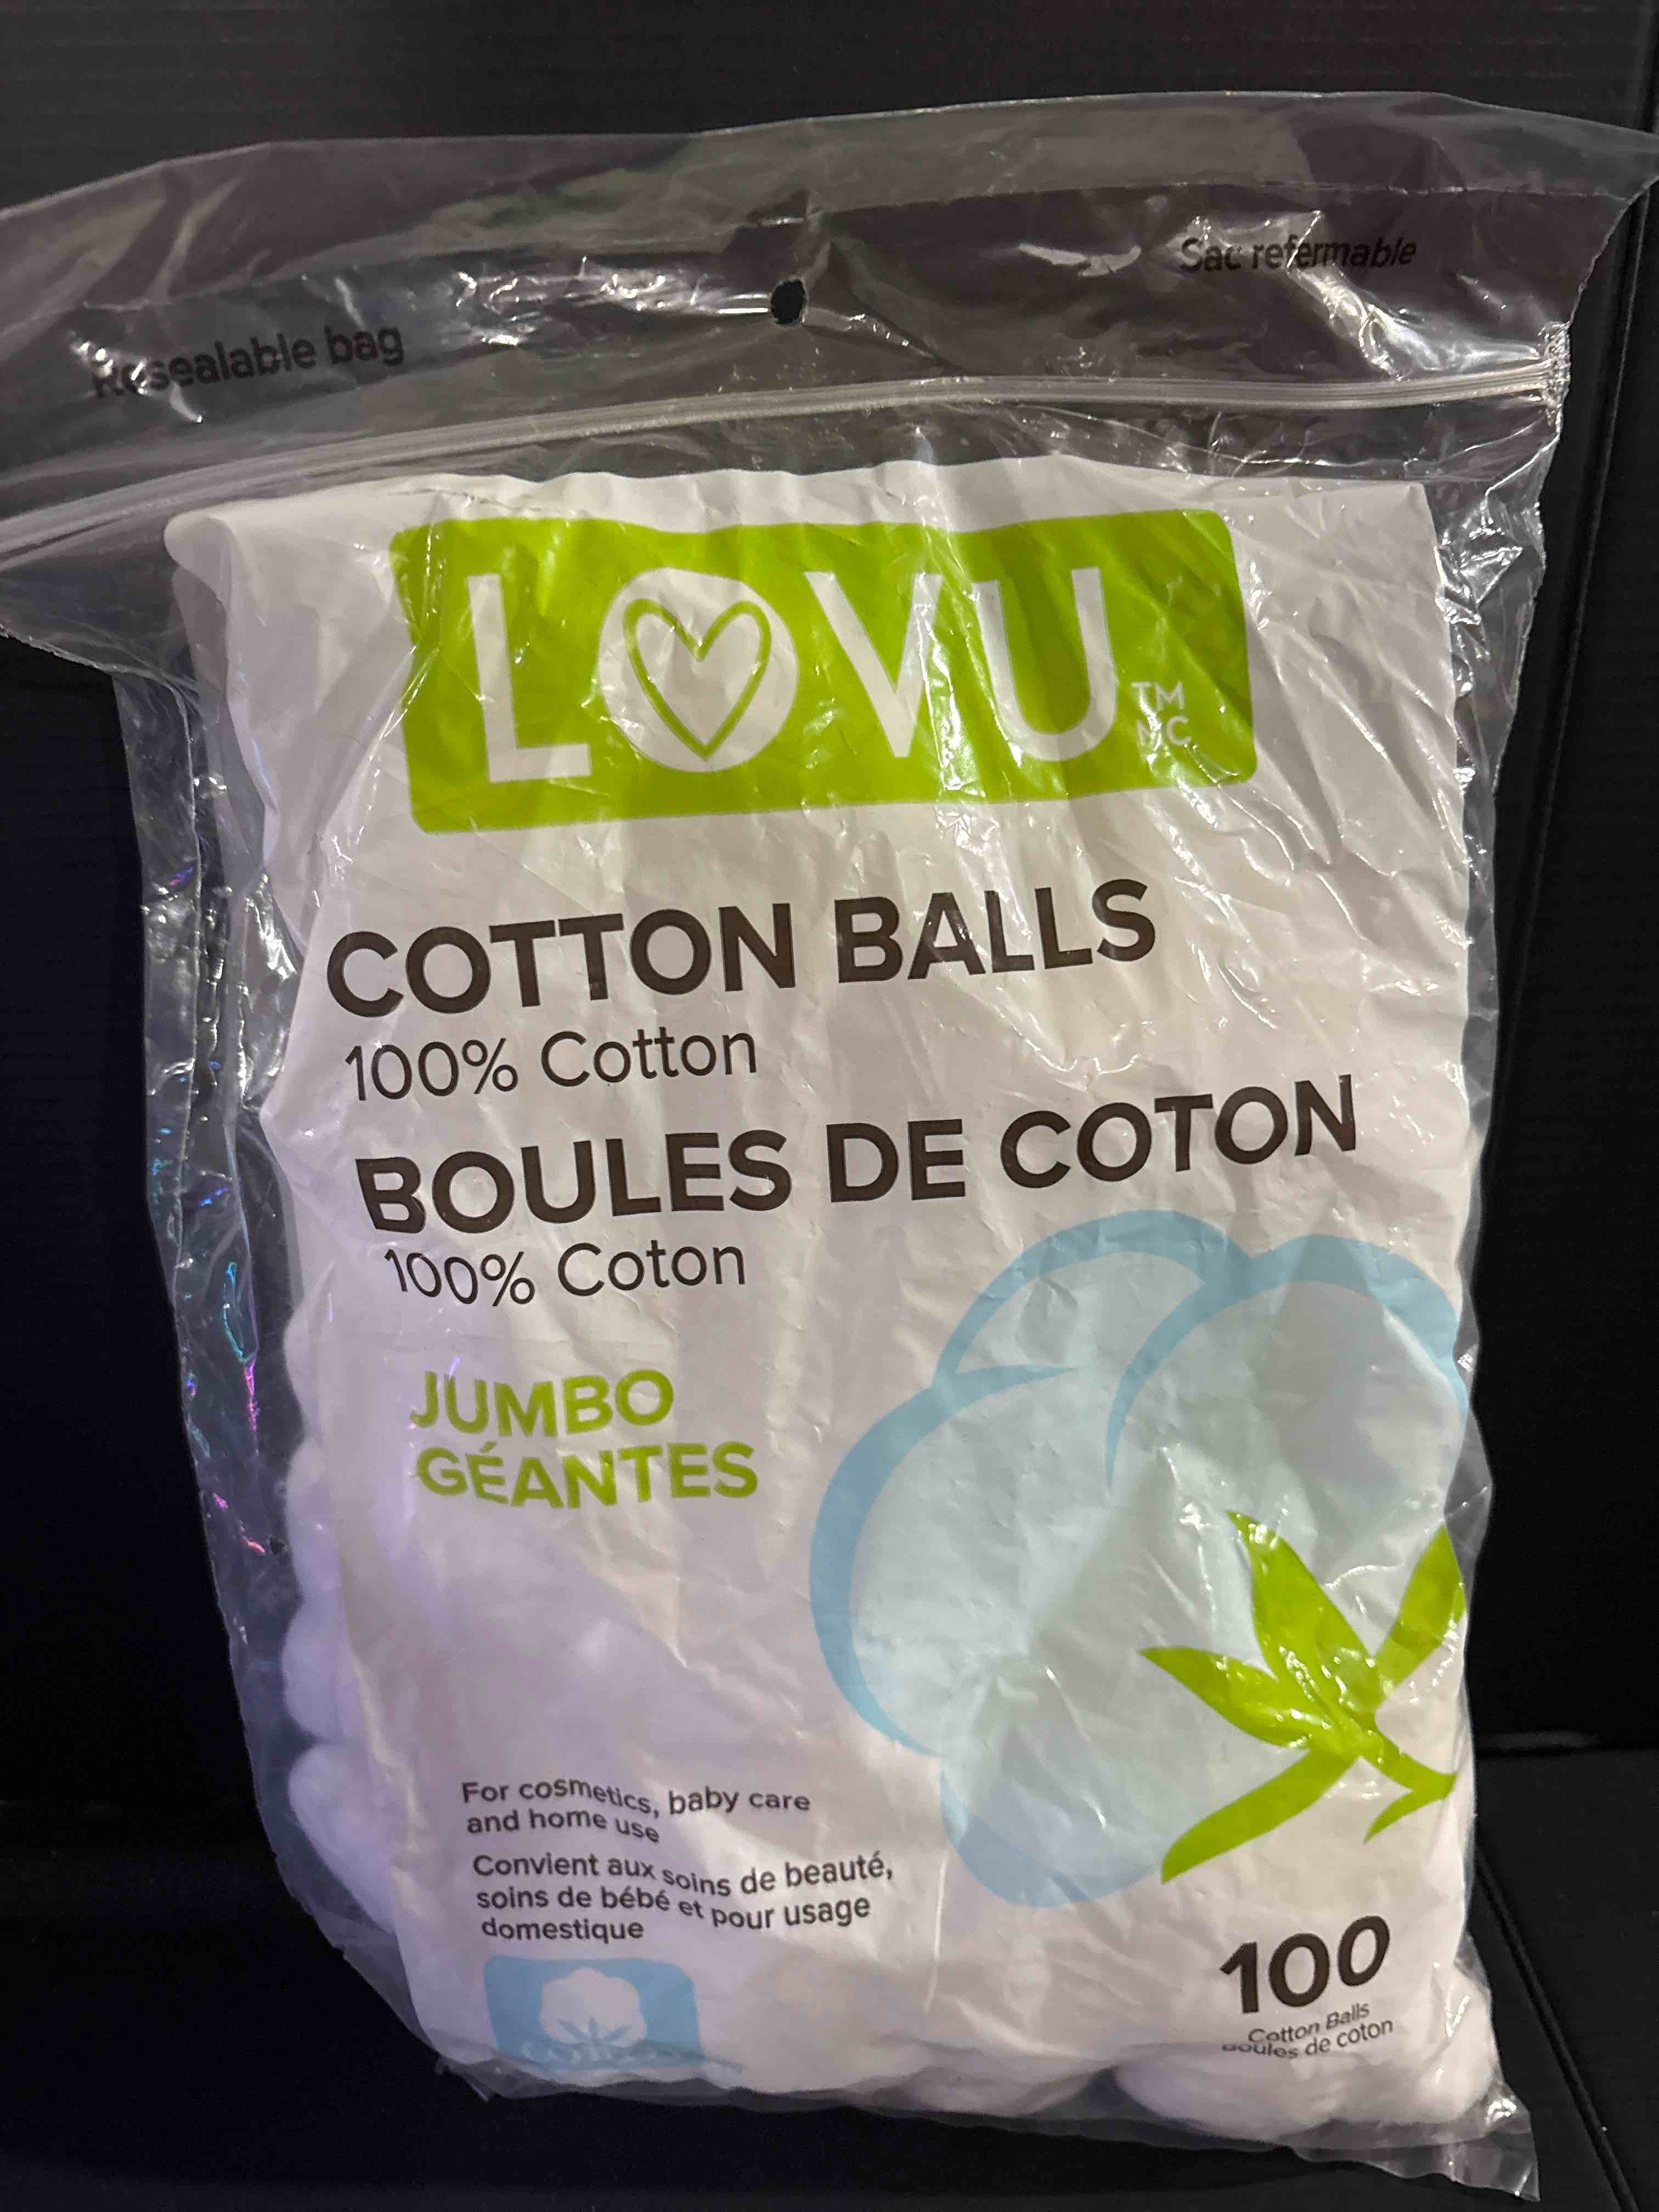 Resealable bag
Sac refermable
LOVU
TM
MC
COTTON BALLS
100% Cotton
BOULES DE COTON
100% Coton
JUMBO
GÉANTES
For cosmetics, baby care
and home use
Convient aux soins de beauté,
soins de bébé et pour usage
domestique
100
Cotton Balls
Boules de coton